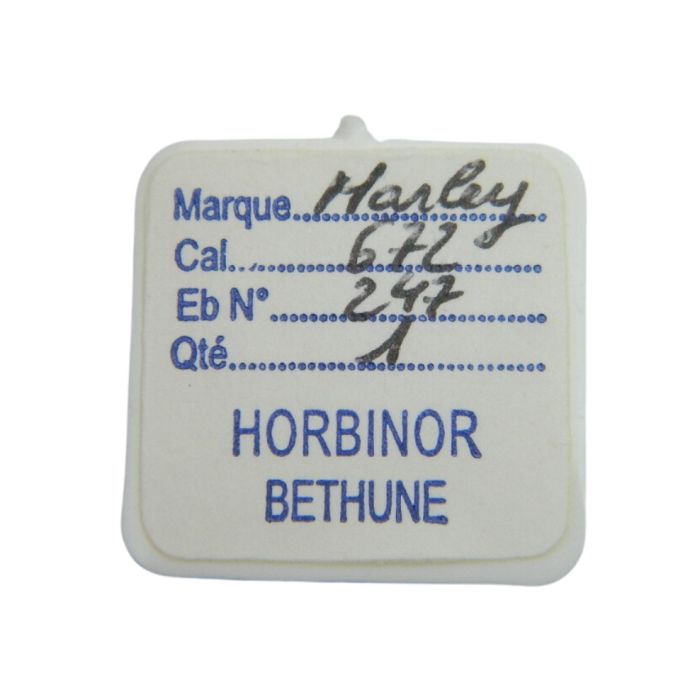 Marque Harley
Cal. 672
Eb N° 247
Qté 1
HORBINOR
BETHUNE